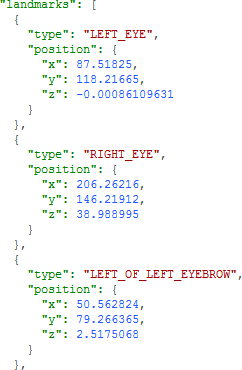 "landmarks": [
{
"type": "LEFT_EYE",
"position": {
"x": 87.51825,
"y": 118.21665,
"z": -0.00086109631
}
},
{
"type": "RIGHT_EYE",
"position": {
"x": 206.26216,
"y": 146.21912,
"z": 38.988995
}
},
{
"type": "LEFT_OF_LEFT_EYEBROW",
"position": {
"x": 50.562824,
"y": 79.266365,
"z": 2.5175068
}
},